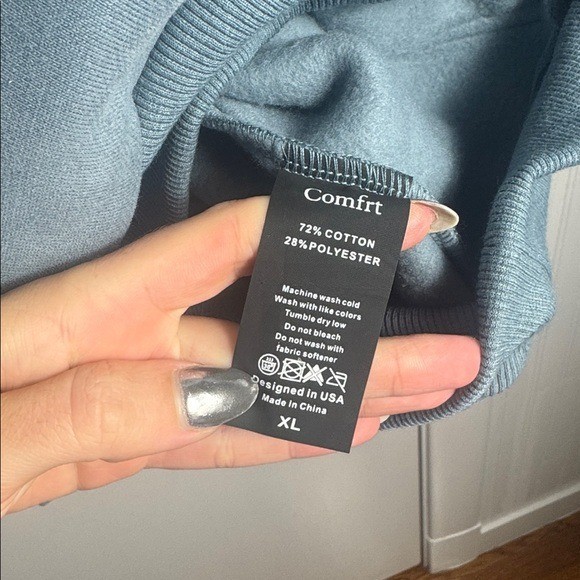 Comfrt
72% COTTON
28% POLYESTER
Machine wash cold
Wash with like colors
Tumble dry low
Do not bleach
Do not wash with
fabric softener
Designed in USA
Made in China
XL